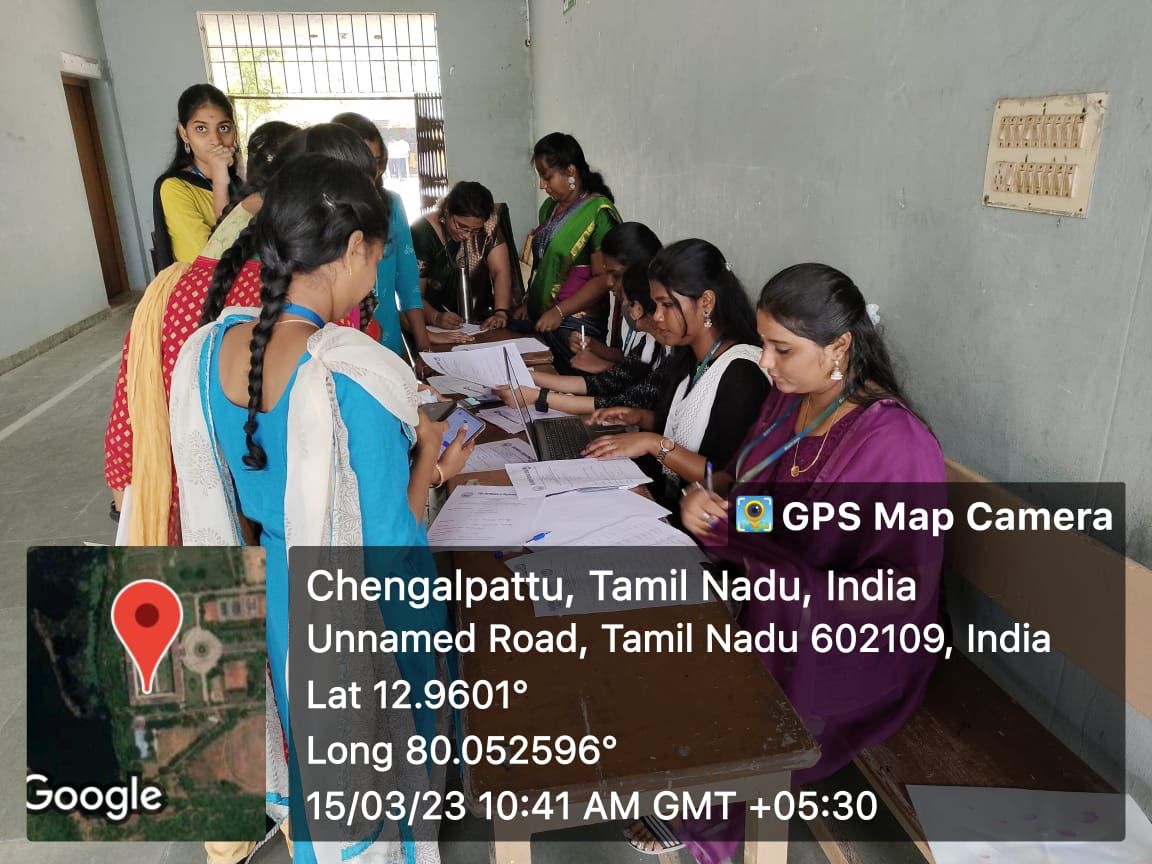 GPS Map Camera
Chengalpattu, Tamil Nadu, India
Unnamed Road, Tamil Nadu 602109, India
Lat 12.9601°
Long 80.052596°
15/03/23 10:41 AM GMT +05:30
Google